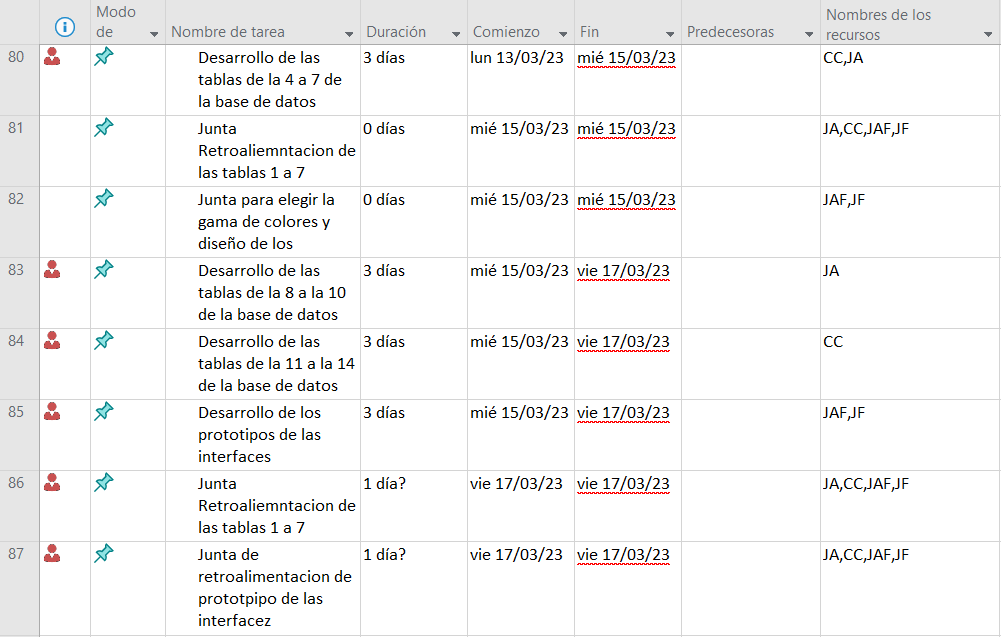 Modo de Nombre de tarea Duración Comienzo Fin Predecesoras Nombres de los recursos
80 Desarrollo de las 3 días lun 13/03/23 mié 15/03/23 CC,JA
tablas de la 4 a 7 de
la base de datos
81 Junta 0 días mié 15/03/23 mié 15/03/23 JA,CC,JAF,JF
Retroaliemntacion de
las tablas 1 a 7
82 Junta para elegir la 0 días mié 15/03/23 mié 15/03/23 JAF,JF
gama de colores y
diseño de los
83 Desarrollo de las 3 días mié 15/03/23 vie 17/03/23 JA
tablas de la 8 a la 10
de la base de datos
84 Desarrollo de las 3 días mié 15/03/23 vie 17/03/23 CC
tablas de la 11 a la 14
de la base de datos
85 Desarrollo de los 3 días mié 15/03/23 vie 17/03/23 JAF,JF
prototipos de las
interfaces
86 Junta 1 día? vie 17/03/23 vie 17/03/23 JA,CC,JAF,JF
Retroaliemntacion de
las tablas 1 a 7
87 Junta de 1 día? vie 17/03/23 vie 17/03/23 JA,CC,JAF,JF
retroalimentacion de
prototpipo de las
interfacez